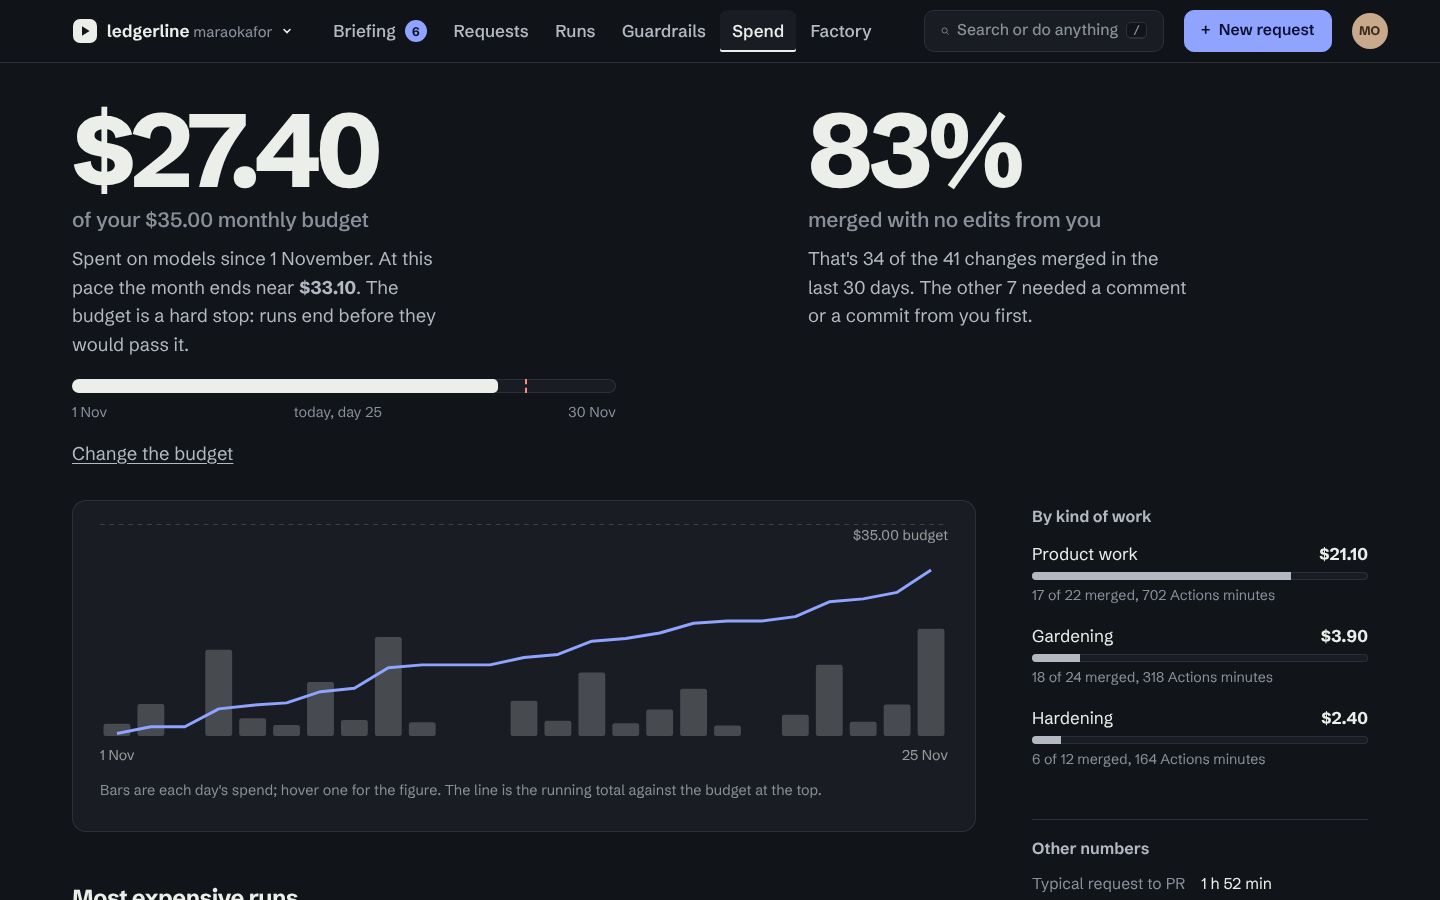 ledgerline maraokafor
Briefing 6
Requests
Runs
Guardrails
Spend
Factory
Search or do anything /
+ New request
MO
$27.40
of your $35.00 monthly budget
Spent on models since 1 November. At this
pace the month ends near $33.10. The
budget is a hard stop: runs end before they
would pass it.
1 Nov
today, day 25
30 Nov
Change the budget
83%
merged with no edits from you
That's 34 of the 41 changes merged in the
last 30 days. The other 7 needed a comment
or a commit from you first.
$35.00 budget
1 Nov
25 Nov
Bars are each day's spend; hover one for the figure. The line is the running total against the budget at the top.
By kind of work
Product work $21.10
17 of 22 merged, 702 Actions minutes
Gardening $3.90
18 of 24 merged, 318 Actions minutes
Hardening $2.40
6 of 12 merged, 164 Actions minutes
Other numbers
Typical request to PR 1 h 52 min
Most expensive runs